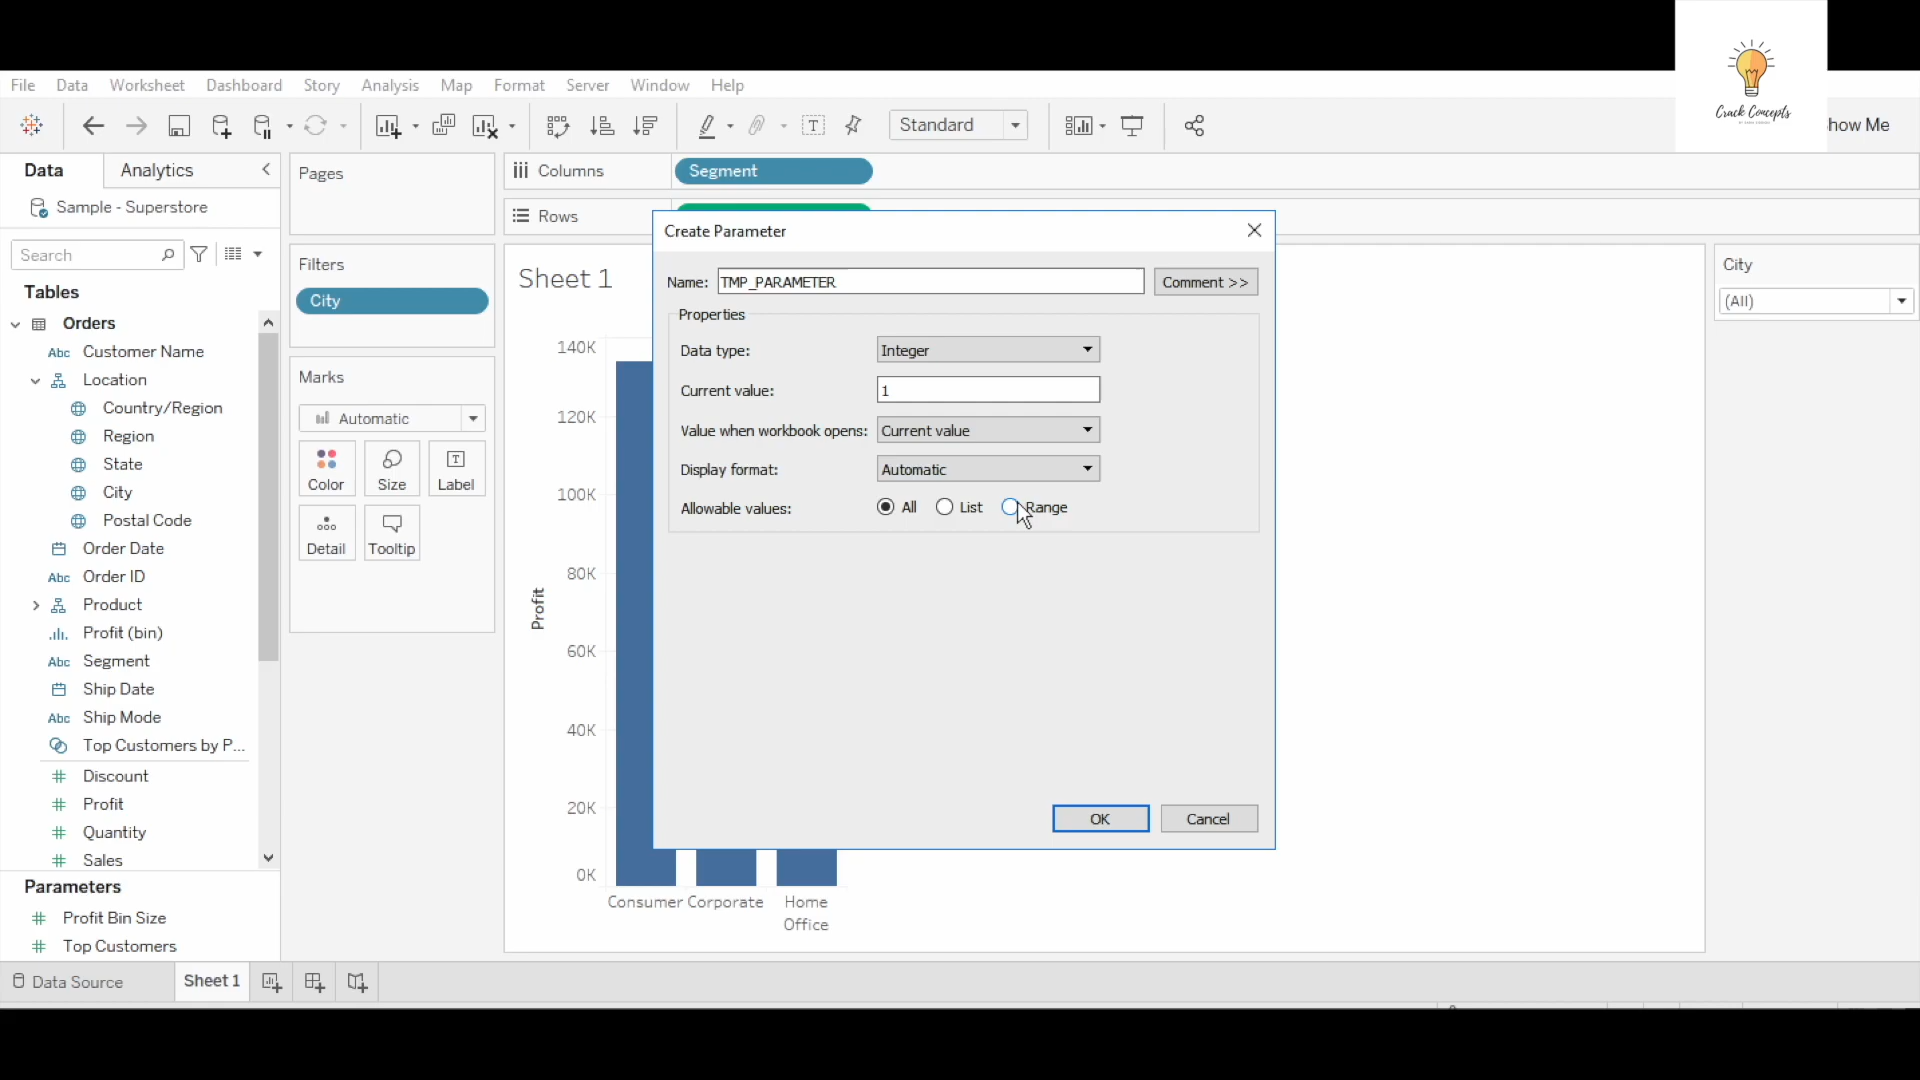 Crack Concepts
File Data Worksheet Dashboard Story Analysis Map Format Server Window Help
Standard
how Me
Data Analytics
Sample - Superstore
Search
Tables
Orders
Abc Customer Name
Location
Country/Region
Region
State
City
Postal Code
Order Date
Abc Order ID
Product
Profit (bin)
Abc Segment
Ship Date
Abc Ship Mode
Top Customers by P...
# Discount
# Profit
# Quantity
# Sales
Parameters
# Profit Bin Size
# Top Customers
Pages
Filters
City
Marks
Automatic
Color Size Label
Detail Tooltip
Columns Segment
Rows
Sheet 1
140K
120K
100K
80K
60K
40K
20K
0K
Profit
Consumer Corporate Home Office
Create Parameter
Name: TMP_PARAMETER Comment >>
Properties
Data type: Integer
Current value: 1
Value when workbook opens: Current value
Display format: Automatic
Allowable values: All List Range
OK Cancel
City
(All)
Data Source Sheet 1